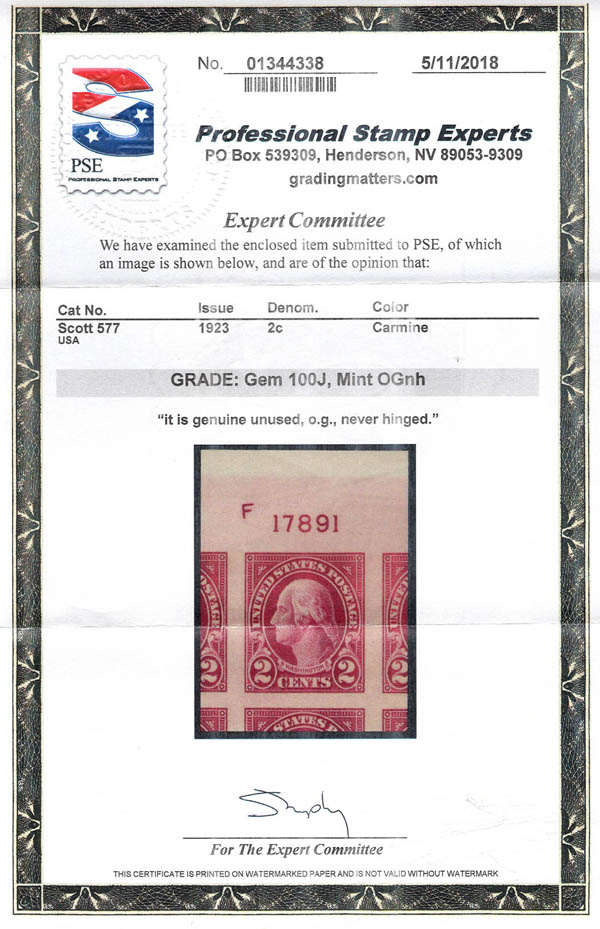 No. 01344338 5/11/2018
PSE
PROFESSIONAL STAMP EXPERTS
Professional Stamp Experts
PO Box 539309, Henderson, NV 89053-9309
gradingmatters.com
Expert Committee
We have examined the enclosed item submitted to PSE, of which
an image is shown below, and are of the opinion that:
Cat No. Issue Denom. Color
Scott 577 1923 2c Carmine
USA
GRADE: Gem 100J, Mint OGnh
“it is genuine unused, o.g., never hinged.”
F 17891
UNITED STATES POSTAGE
WASHINGTON
2 CENTS 2
STATES
For The Expert Committee
THIS CERTIFICATE IS PRINTED ON WATERMARKED PAPER AND IS NOT VALID WITHOUT WATERMARK